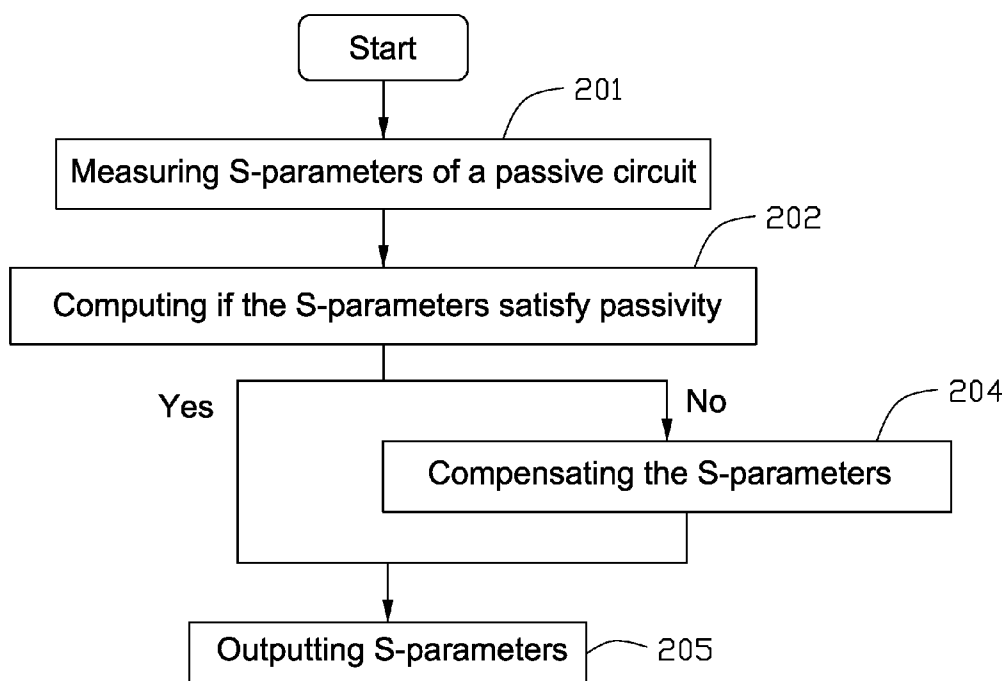 Start
201
Measuring S-parameters of a passive circuit
202
Computing if the S-parameters satisfy passivity
Yes
No
204
Compensating the S-parameters
Outputting S-parameters
205